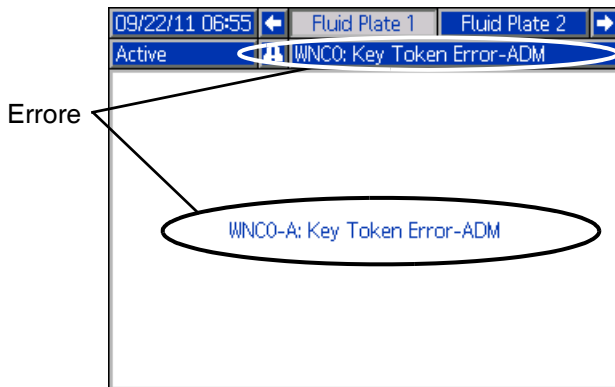 09/22/11 06:55 Fluid Plate 1 Fluid Plate 2
Active WNC0: Key Token Error-ADM
Errore
WNC0-A: Key Token Error-ADM